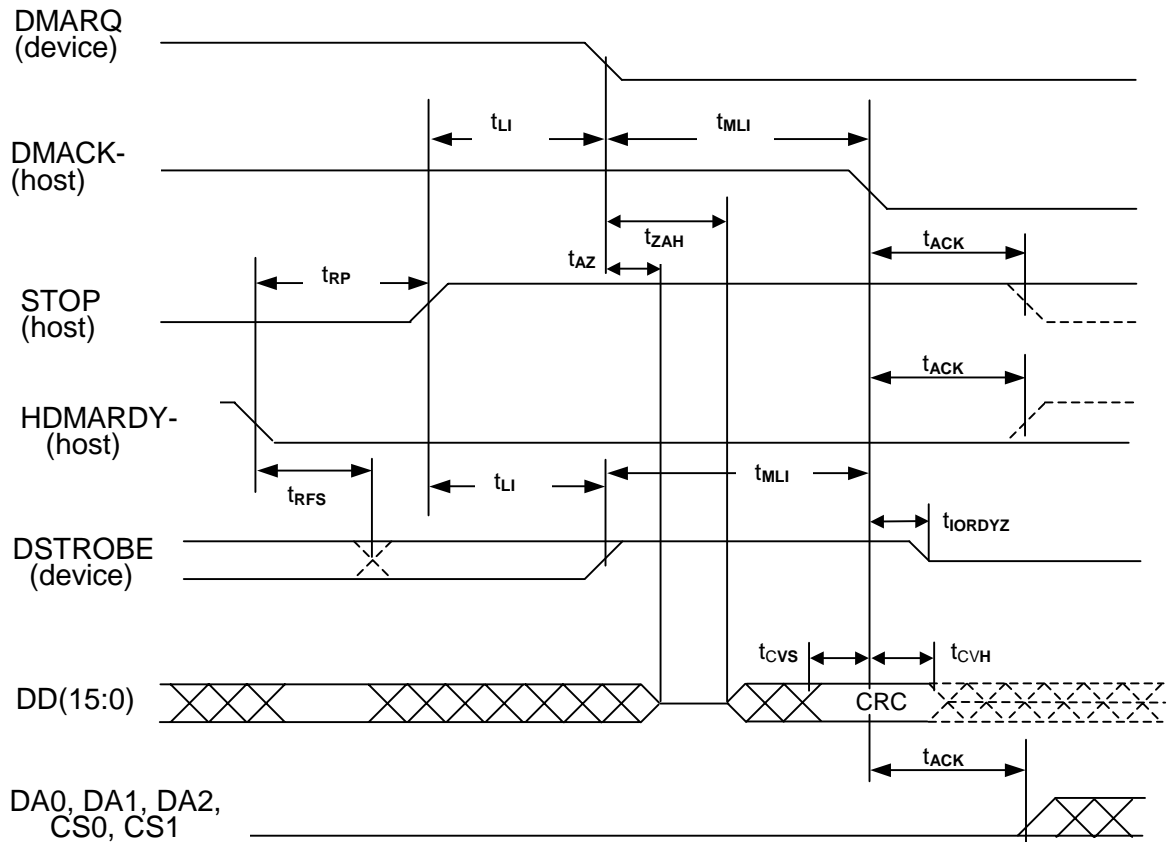 DMARQ
(device)
tLI
tMLI
DMACK-
(host)
tZAH
tACK
tAZ
tRP
STOP
(host)
tACK
HDMARDY-
(host)
tRFS
tLI
tMLI
tIORDYZ
DSTROBE
(device)
tCVS
tCVH
DD(15:0)
CRC
tACK
DA0, DA1, DA2,
CS0, CS1